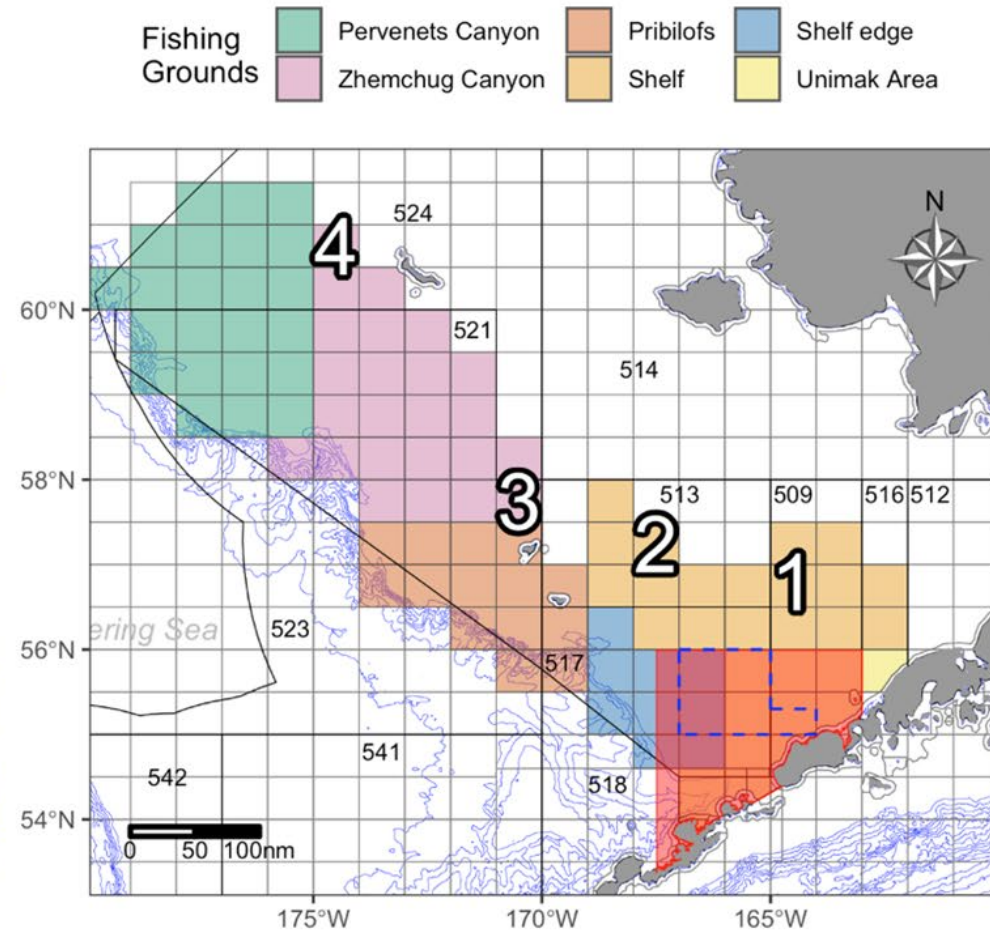 Fishing
Grounds
Pervenets Canyon
Pribilofs
Shelf edge
Zhemchug Canyon
Shelf
Unimak Area
N
4
524
60°N
521
514
58°N
3
513
509
516
512
2
1
ering Sea
523
56°N
517
541
542
518
54°N
0
50
100nm
175°W
170°W
165°W